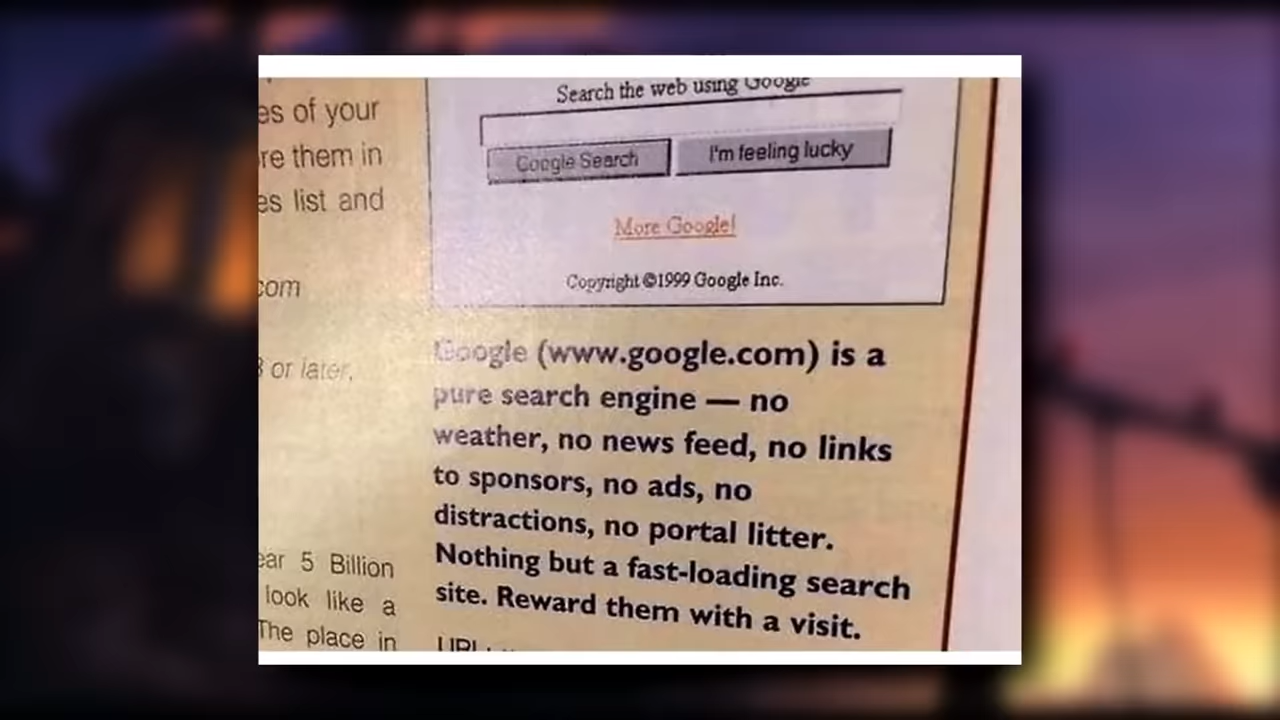 es of your
re them in
es list and
com
or later,
ear 5 Billion
look like a
The place in
Search the web using Google
Google Search
I'm feeling lucky
More Google!
Copyright ©1999 Google Inc.
Google (www.google.com) is a
pure search engine — no
weather, no news feed, no links
to sponsors, no ads, no
distractions, no portal litter.
Nothing but a fast-loading search
site. Reward them with a visit.